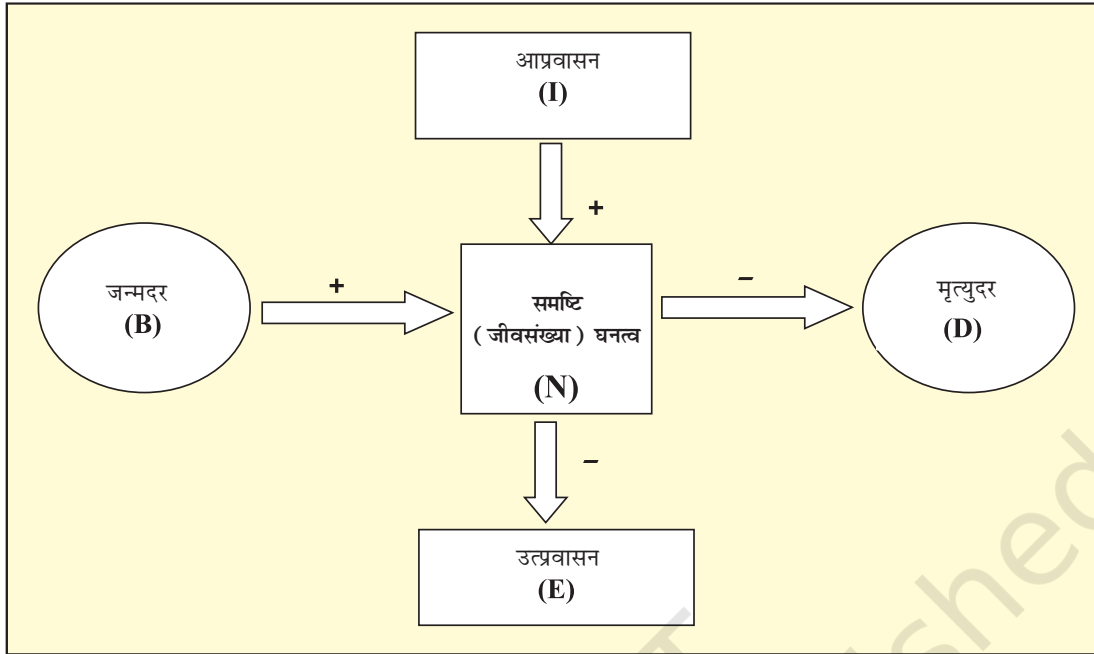 आप्रवासन
(I)
+
जन्मदर
(B)
+
समष्टि
(जीवसंख्या) घनत्व
(N)
–
मृत्युदर
(D)
–
उत्प्रवासन
(E)